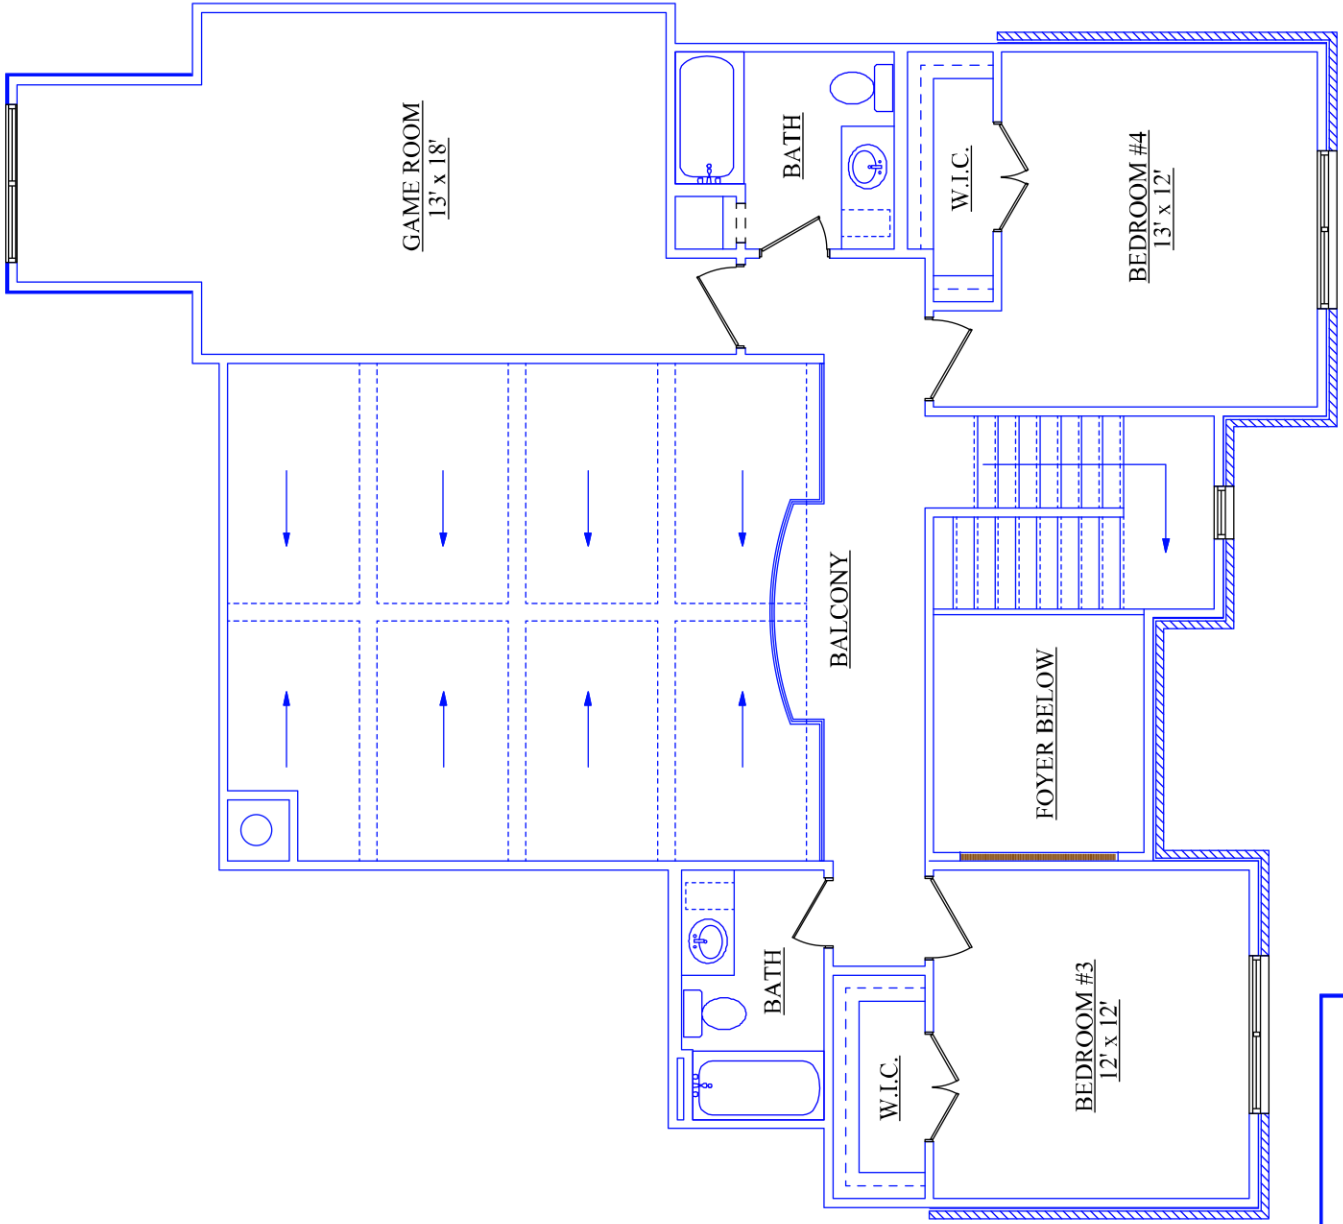 GAME ROOM
13' x 18'
BATH
W.I.C.
BEDROOM #4
13' x 12'
BALCONY
FOYER BELOW
BATH
W.I.C.
BEDROOM #3
12' x 12'